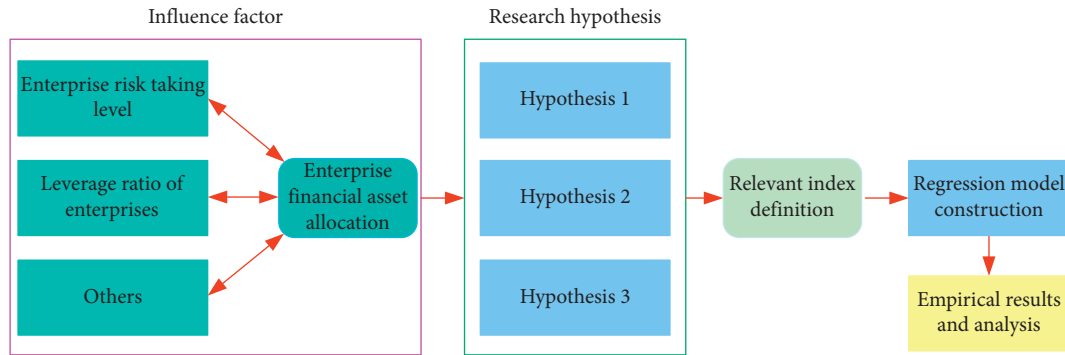 Influence factor
Enterprise risk taking
level
Leverage ratio of
enterprises
Others
Enterprise
financial asset
allocation
Research hypothesis
Hypothesis 1
Hypothesis 2
Hypothesis 3
Relevant index
definition
Regression model
construction
Empirical results
and analysis